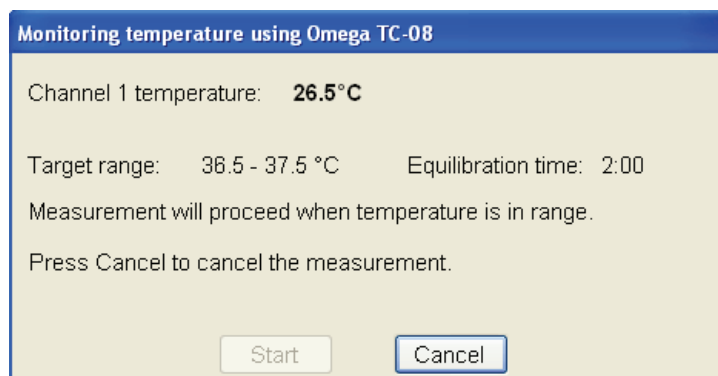 Monitoring temperature using Omega TC-08
Channel 1 temperature: 26.5°C
Target range: 36.5 - 37.5 °C Equilibration time: 2:00
Measurement will proceed when temperature is in range.
Press Cancel to cancel the measurement.
Start Cancel